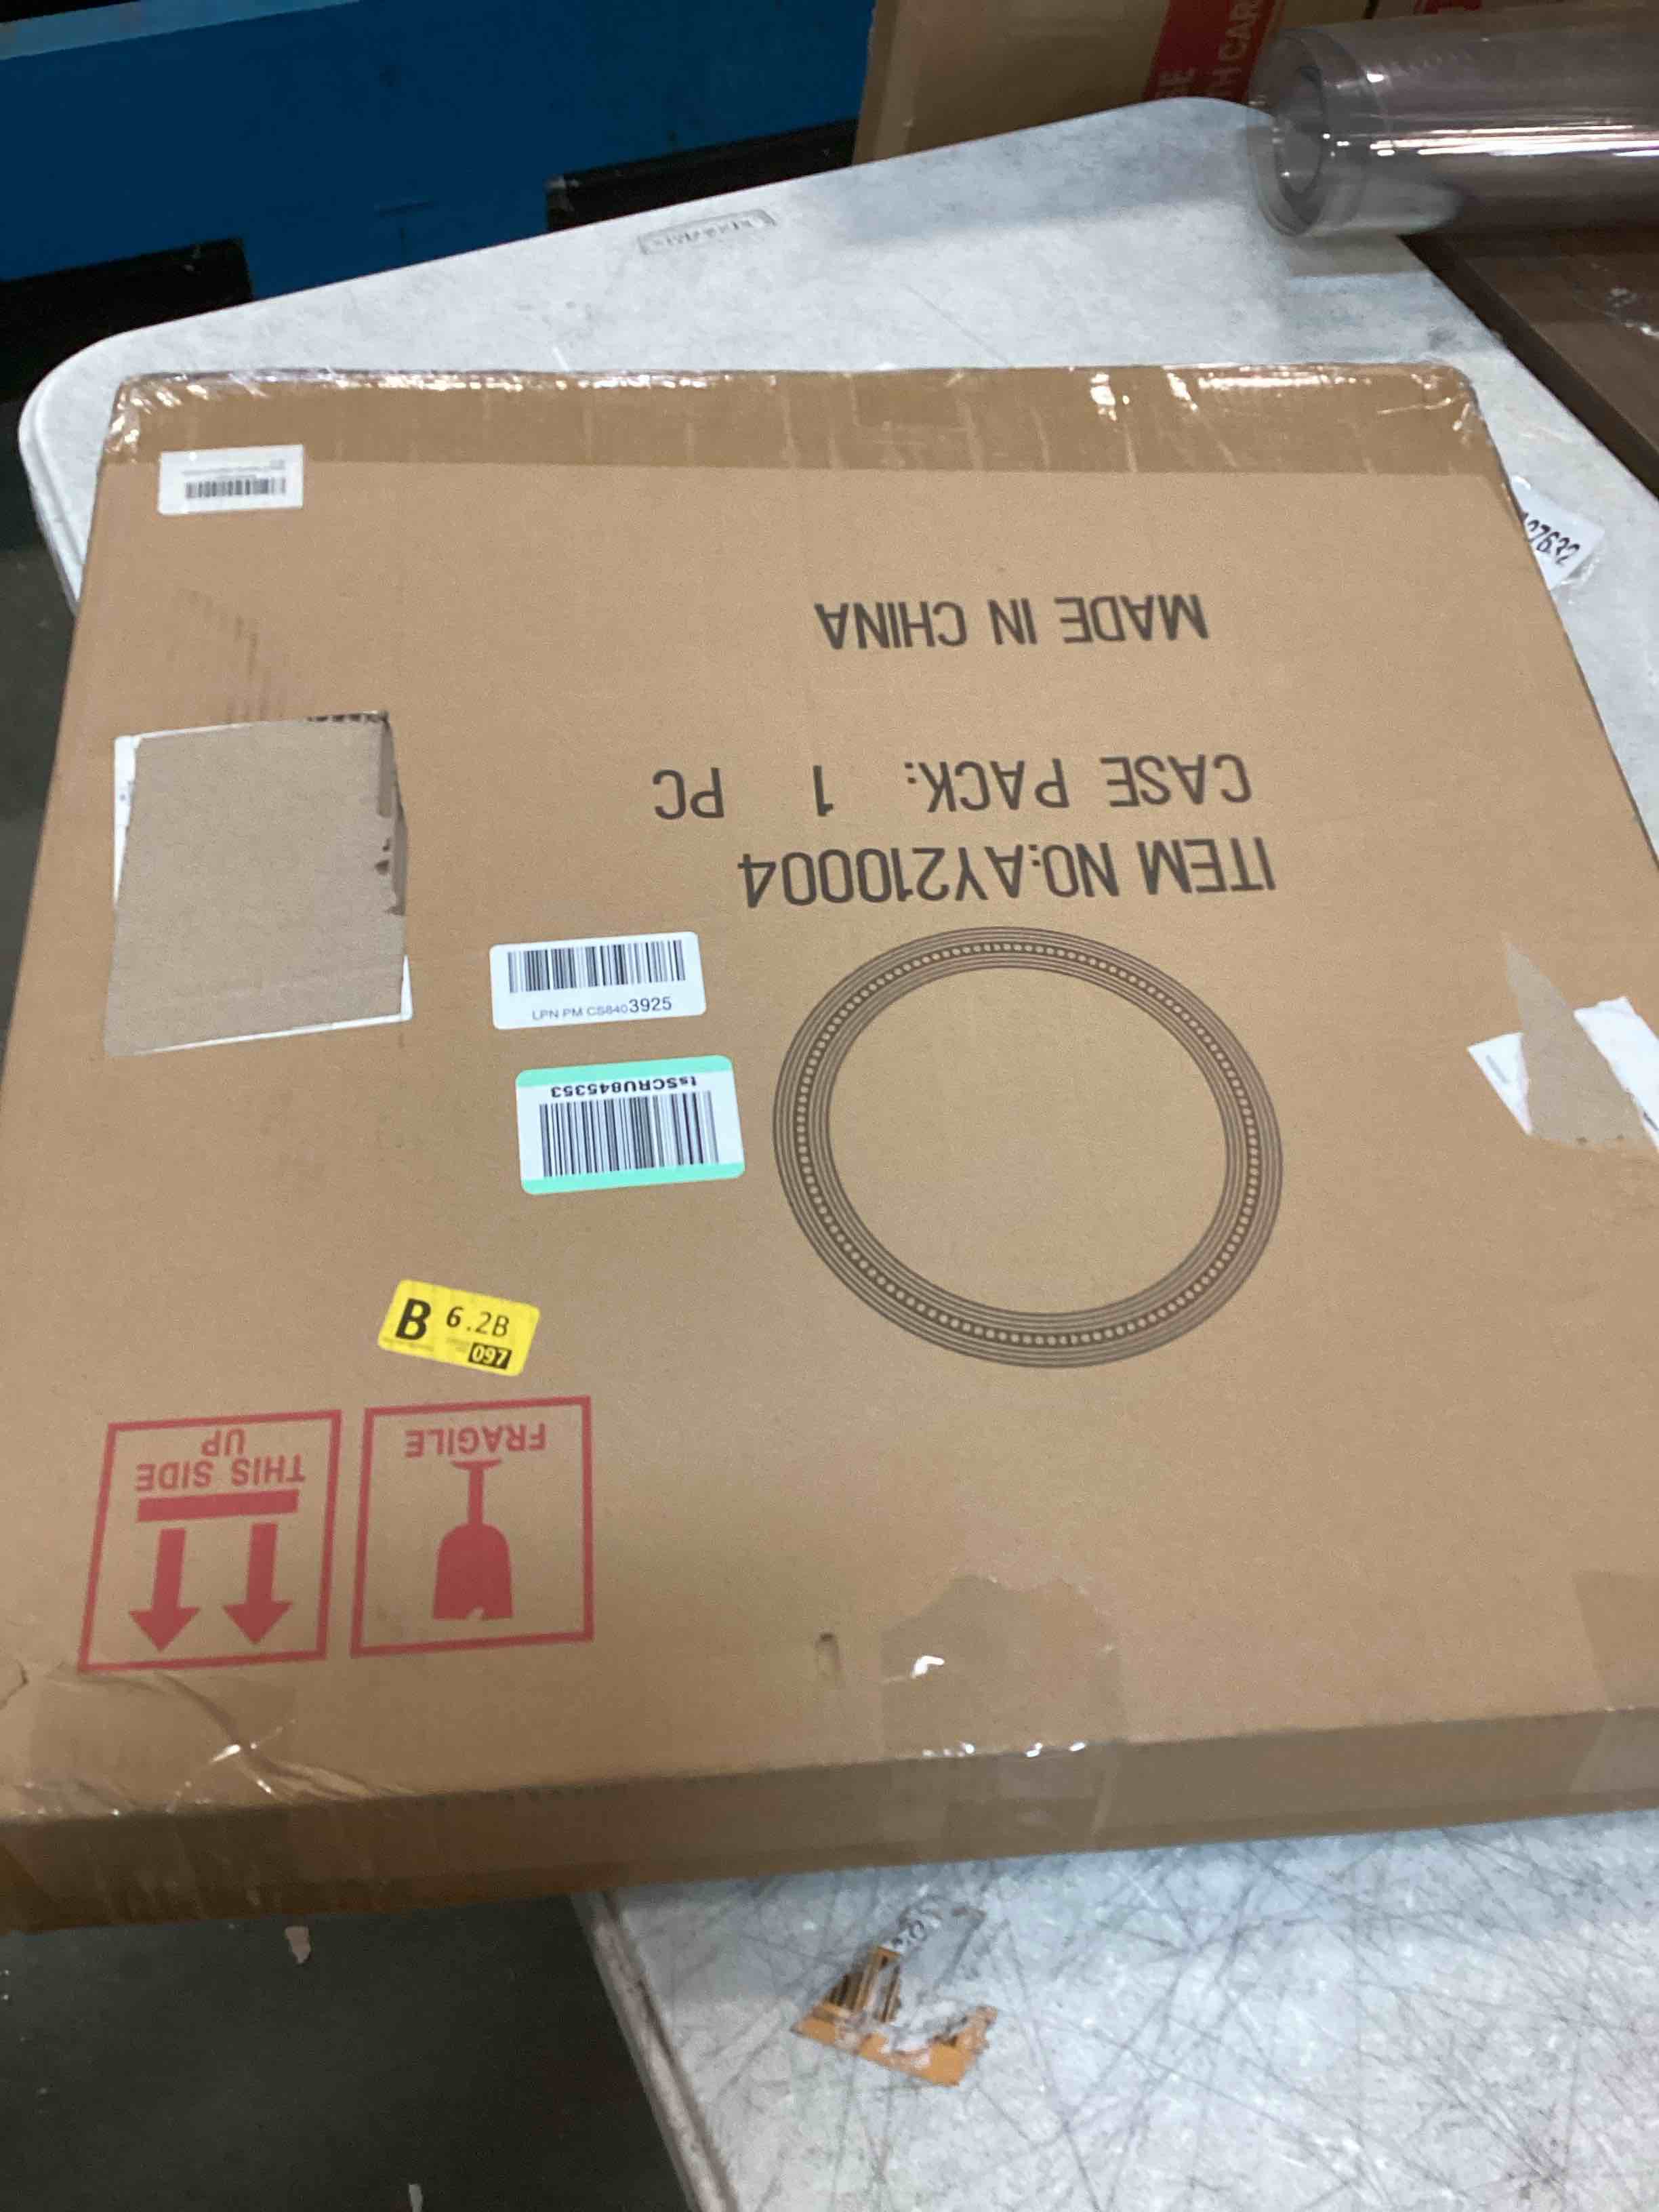 MADE IN CHINA
CASE PACK: 1 PC
ITEM NO:AY210004
LPN PM CS8403925
tsSCRU845353
B 6.2B
097
FRAGILE
THIS SIDE
UP